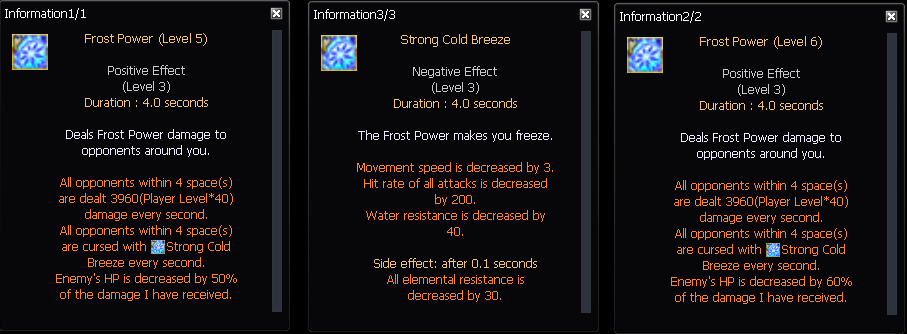 Information1/1
Frost Power (Level 5)
Positive Effect
(Level 3)
Duration : 4.0 seconds
Deals Frost Power damage to
opponents around you.
All opponents within 4 space(s)
are dealt 3960(Player Level*40)
damage every second.
All opponents within 4 space(s)
are cursed with Strong Cold
Breeze every second.
Enemy's HP is decreased by 50%
of the damage I have received.
Information3/3
Strong Cold Breeze
Negative Effect
(Level 3)
Duration : 4.0 seconds
The Frost Power makes you freeze.
Movement speed is decreased by 3.
Hit rate of all attacks is decreased
by 200.
Water resistance is decreased by
40.
Side effect: after 0.1 seconds
All elemental resistance is
decreased by 30.
Information2/2
Frost Power (Level 6)
Positive Effect
(Level 3)
Duration : 4.0 seconds
Deals Frost Power damage to
opponents around you.
All opponents within 4 space(s)
are dealt 3960(Player Level*40)
damage every second.
All opponents within 4 space(s)
are cursed with Strong Cold
Breeze every second.
Enemy's HP is decreased by 60%
of the damage I have received.